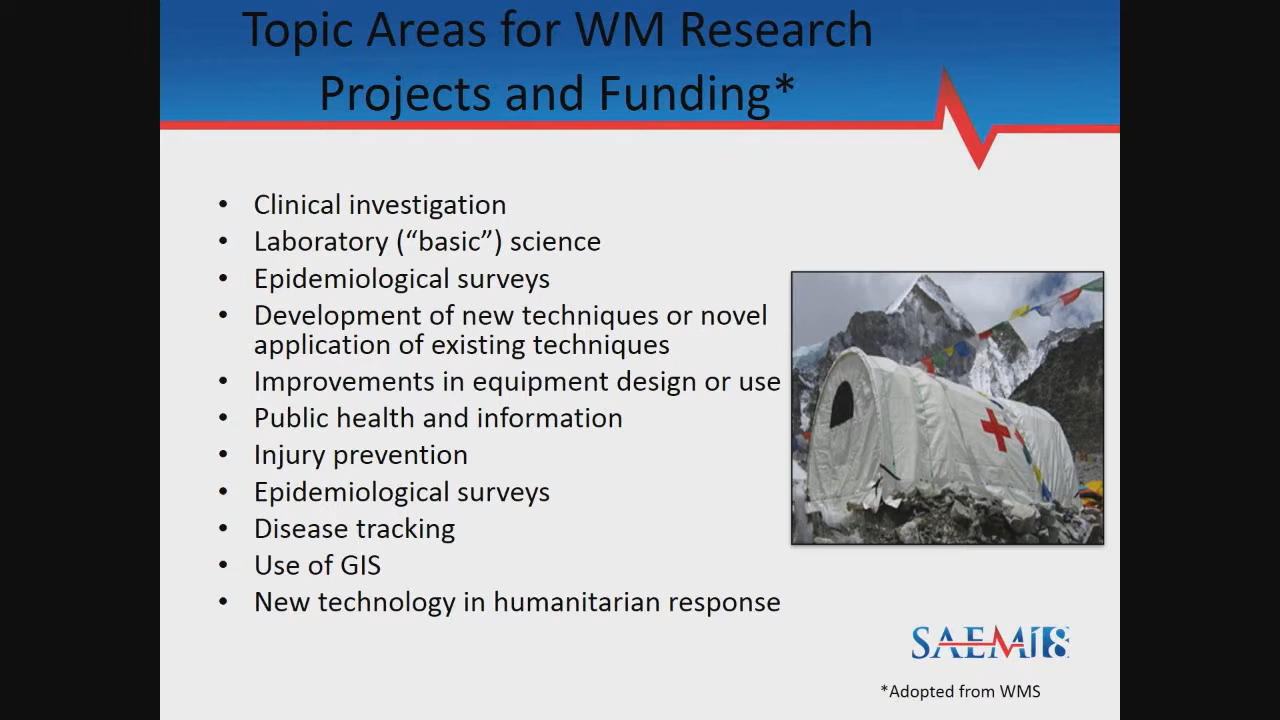 Topic Areas for WM Research
Projects and Funding*
• Clinical investigation
• Laboratory (“basic”) science
• Epidemiological surveys
• Development of new techniques or novel
application of existing techniques
• Improvements in equipment design or use
• Public health and information
• Injury prevention
• Epidemiological surveys
• Disease tracking
• Use of GIS
• New technology in humanitarian response
SAEM18
*Adopted from WMS